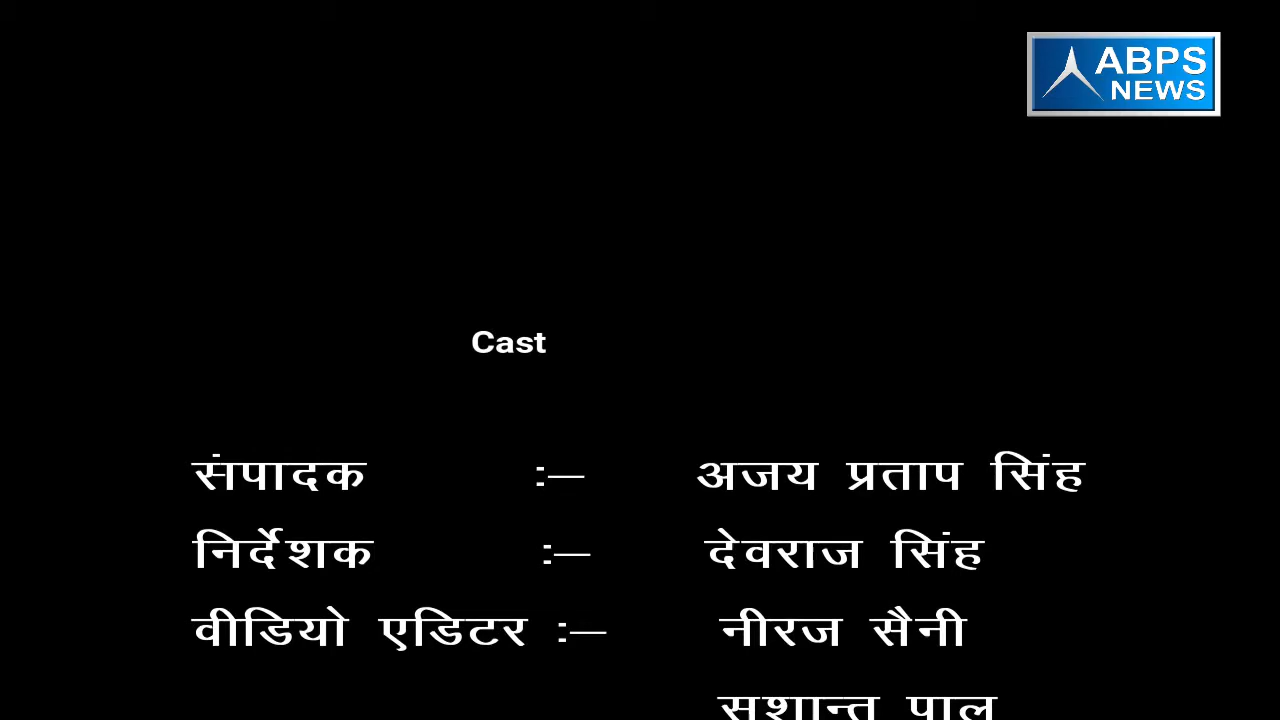 ABPS
NEWS
Cast
संपादक :— अजय प्रताप सिंह
निर्देशक :— देवराज सिंह
वीडियो एडिटर :— नीरज सैनी
पाल